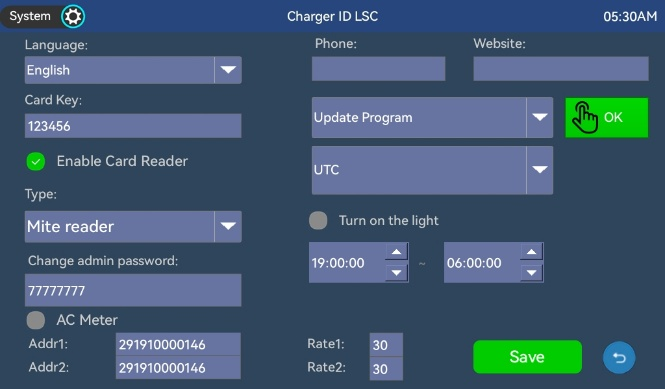 System
Charger ID LSC
05:30AM
Language:
English
Card Key:
123456
Enable Card Reader
Type:
Mite reader
Change admin password:
77777777
AC Meter
Addr1: 291910000146
Addr2: 291910000146
Phone:
Website:
Update Program
OK
UTC
Turn on the light
19:00:00 ~ 06:00:00
Rate1: 30
Rate2: 30
Save